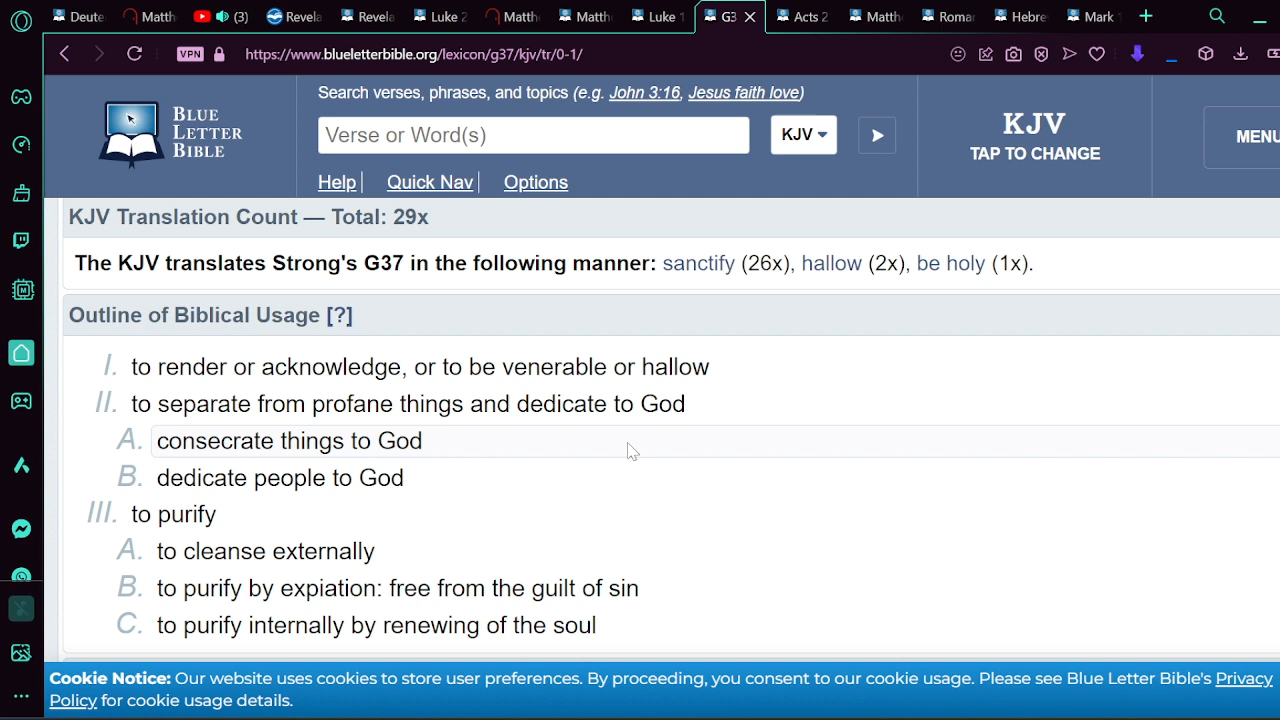 Deute
Matth
(3)
Revela
Revela
Luke 2
Matth
Matth
Luke 1
G3
Acts 2
Matth
Roma
Hebre
Mark 1
VPN
https://www.blueletterbible.org/lexicon/g37/kjv/tr/0-1/
BLUE
LETTER
BIBLE
Search verses, phrases, and topics (e.g. John 3:16, Jesus faith love)
Verse or Word(s)
KJV
Help
Quick Nav
Options
KJV
TAP TO CHANGE
MENU
KJV Translation Count — Total: 29x
The KJV translates Strong's G37 in the following manner: sanctify (26x), hallow (2x), be holy (1x).
Outline of Biblical Usage [?]
I. to render or acknowledge, or to be venerable or hallow
II. to separate from profane things and dedicate to God
A. consecrate things to God
B. dedicate people to God
III. to purify
A. to cleanse externally
B. to purify by expiation: free from the guilt of sin
C. to purify internally by renewing of the soul
Cookie Notice: Our website uses cookies to store user preferences. By proceeding, you consent to our cookie usage. Please see Blue Letter Bible's Privacy
Policy for cookie usage details.